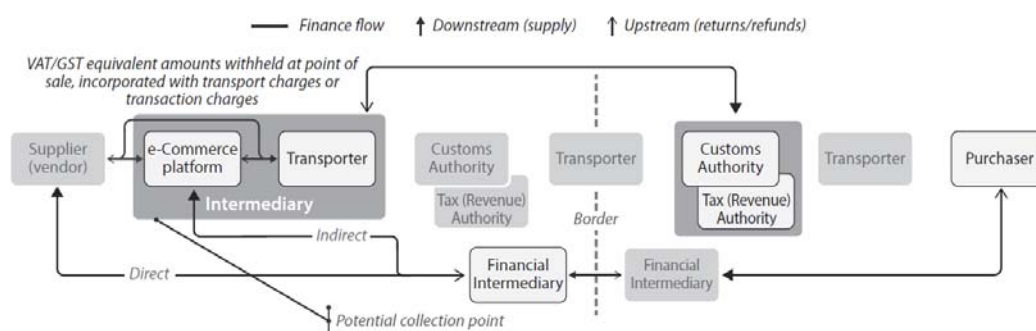 Finance flow Downstream (supply) Upstream (returns/refunds)
VAT/GST equivalent amounts withheld at point of
sale, incorporated with transport charges or
transaction charges
Supplier
(vendor)
e-Commerce
platform
Transporter
Intermediary
Customs
Authority
Tax (Revenue)
Authority
Transporter
Border
Customs
Authority
Tax (Revenue)
Authority
Transporter
Purchaser
Indirect
Direct
Financial
Intermediary
Financial
Intermediary
Potential collection point